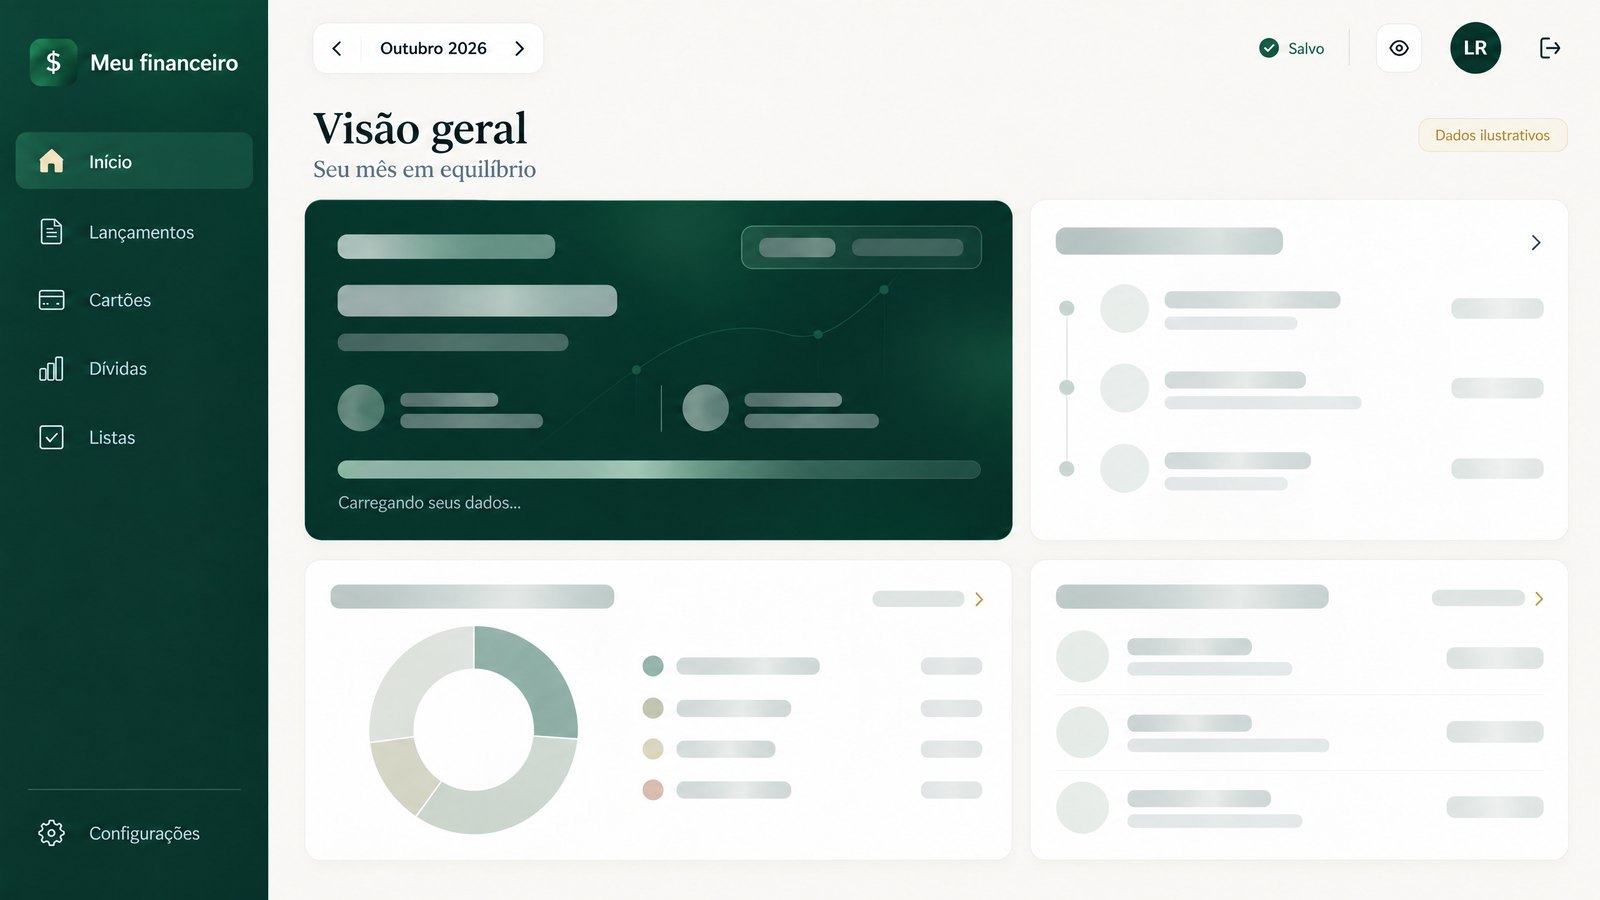 $ Meu financeiro
Início
Lançamentos
Cartões
Dívidas
Listas
Configurações
Outubro 2026
Salvo
LR
Visão geral
Seu mês em equilíbrio
Dados ilustrativos
Carregando seus dados...